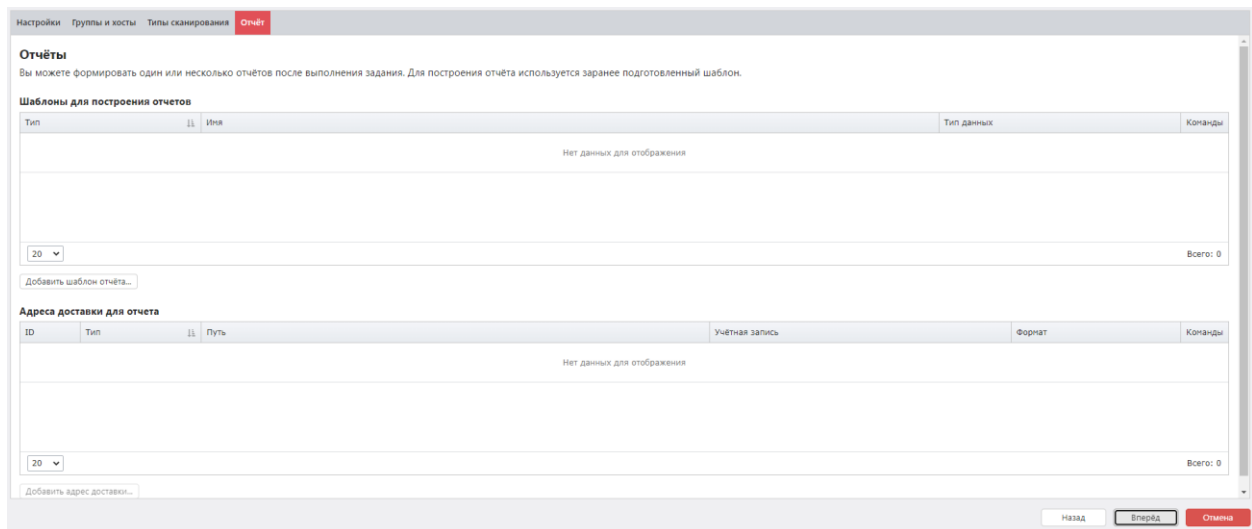 Настройки Группы и хосты Типы сканирования Отчёт
Отчёты
Вы можете формировать один или несколько отчётов после выполнения задания. Для построения отчёта используется заранее подготовленный шаблон.
Шаблоны для построения отчетов
Тип Имя Тип данных Команды
Нет данных для отображения
20 Всего: 0
Добавить шаблон отчёта...
Адреса доставки для отчета
ID Тип Путь Учётная запись Формат Команды
Нет данных для отображения
20 Всего: 0
Добавить адрес доставки...
Назад Вперёд Отмена